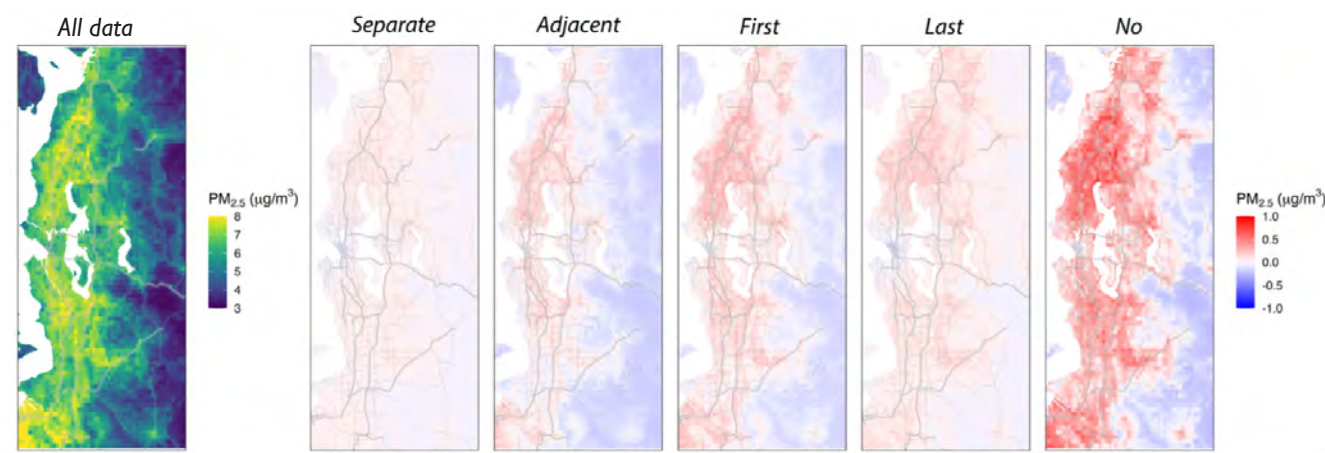 All data
Separate
Adjacent
First
Last
No
PM2.5 (μg/m³)
8
7
6
5
4
3
PM2.5 (μg/m³)
1.0
0.5
0.0
-0.5
-1.0